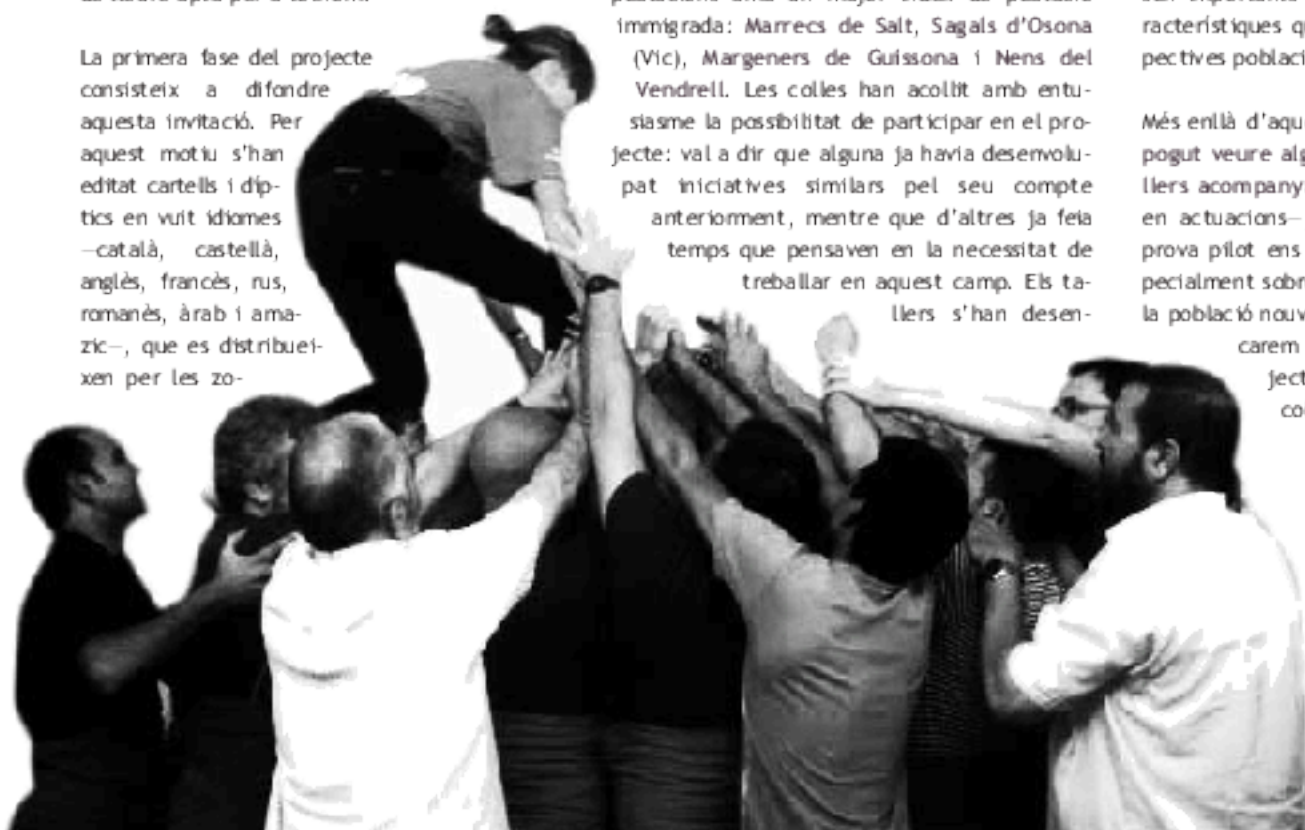 La primera fase del projecte
consisteix a difondre
aquesta invitació. Per
aquest motiu s'han
editat cartells i díp-
tics en vuit idiomes
—català, castellà,
anglès, francès, rus,
romanès, àrab i ama-
zic—, que es distribuei-
xen per les zo-
immigrada: Marrecs de Salt, Sagals d'Osona
(Vic), Margeners de Guissona i Nens del
Vendrell. Les colles han acollit amb entu-
siasme la possibilitat de participar en el pro-
jecte: val a dir que alguna ja havia desenvolu-
pat iniciatives similars pel seu compte
anteriorment, mentre que d'altres ja feia
temps que pensaven en la necessitat de
treballar en aquest camp. Els ta-
llers s'han desen-
racterístiques q
pectives poblaci
Més enllà d'aqu
pogut veure alg
llers acompany
en actuacions—
prova pilot ens
pecialment sobr
la població nouv
carem
ject
co